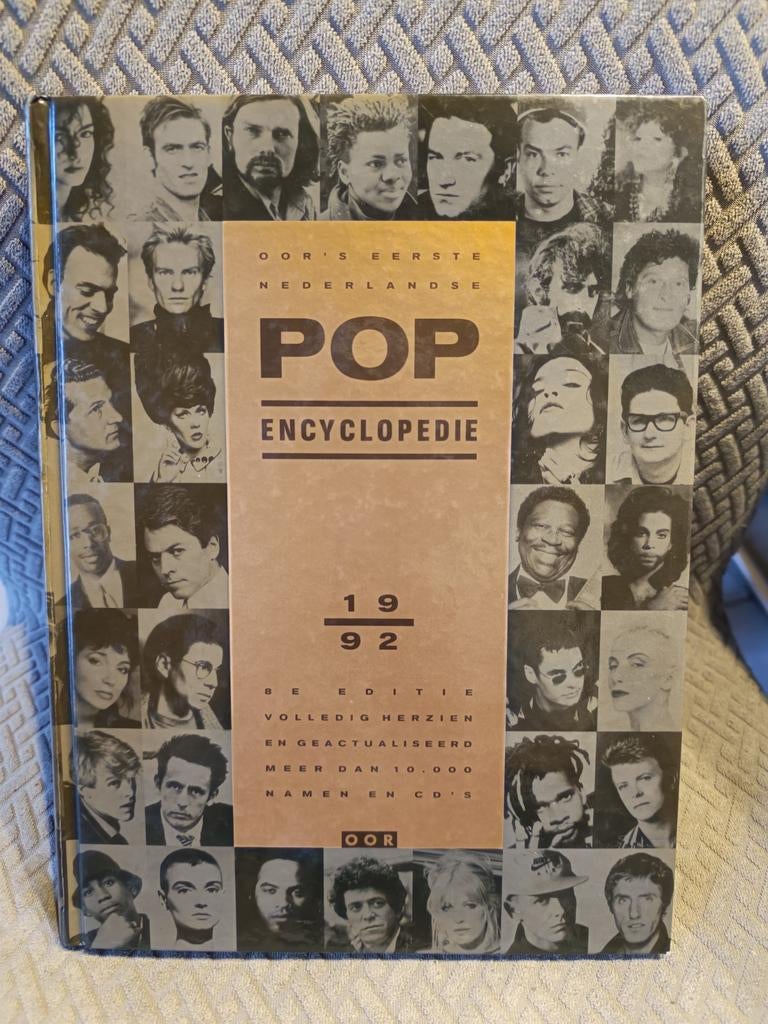 OOR'S EERSTE
NEDERLANDSE
POP
ENCYCLOPEDIE
19
92
8E EDITIE
VOLLEDIG HERZIEN
EN GEACTUALISEERD
MEER DAN 10.000
NAMEN EN CD'S
OOR